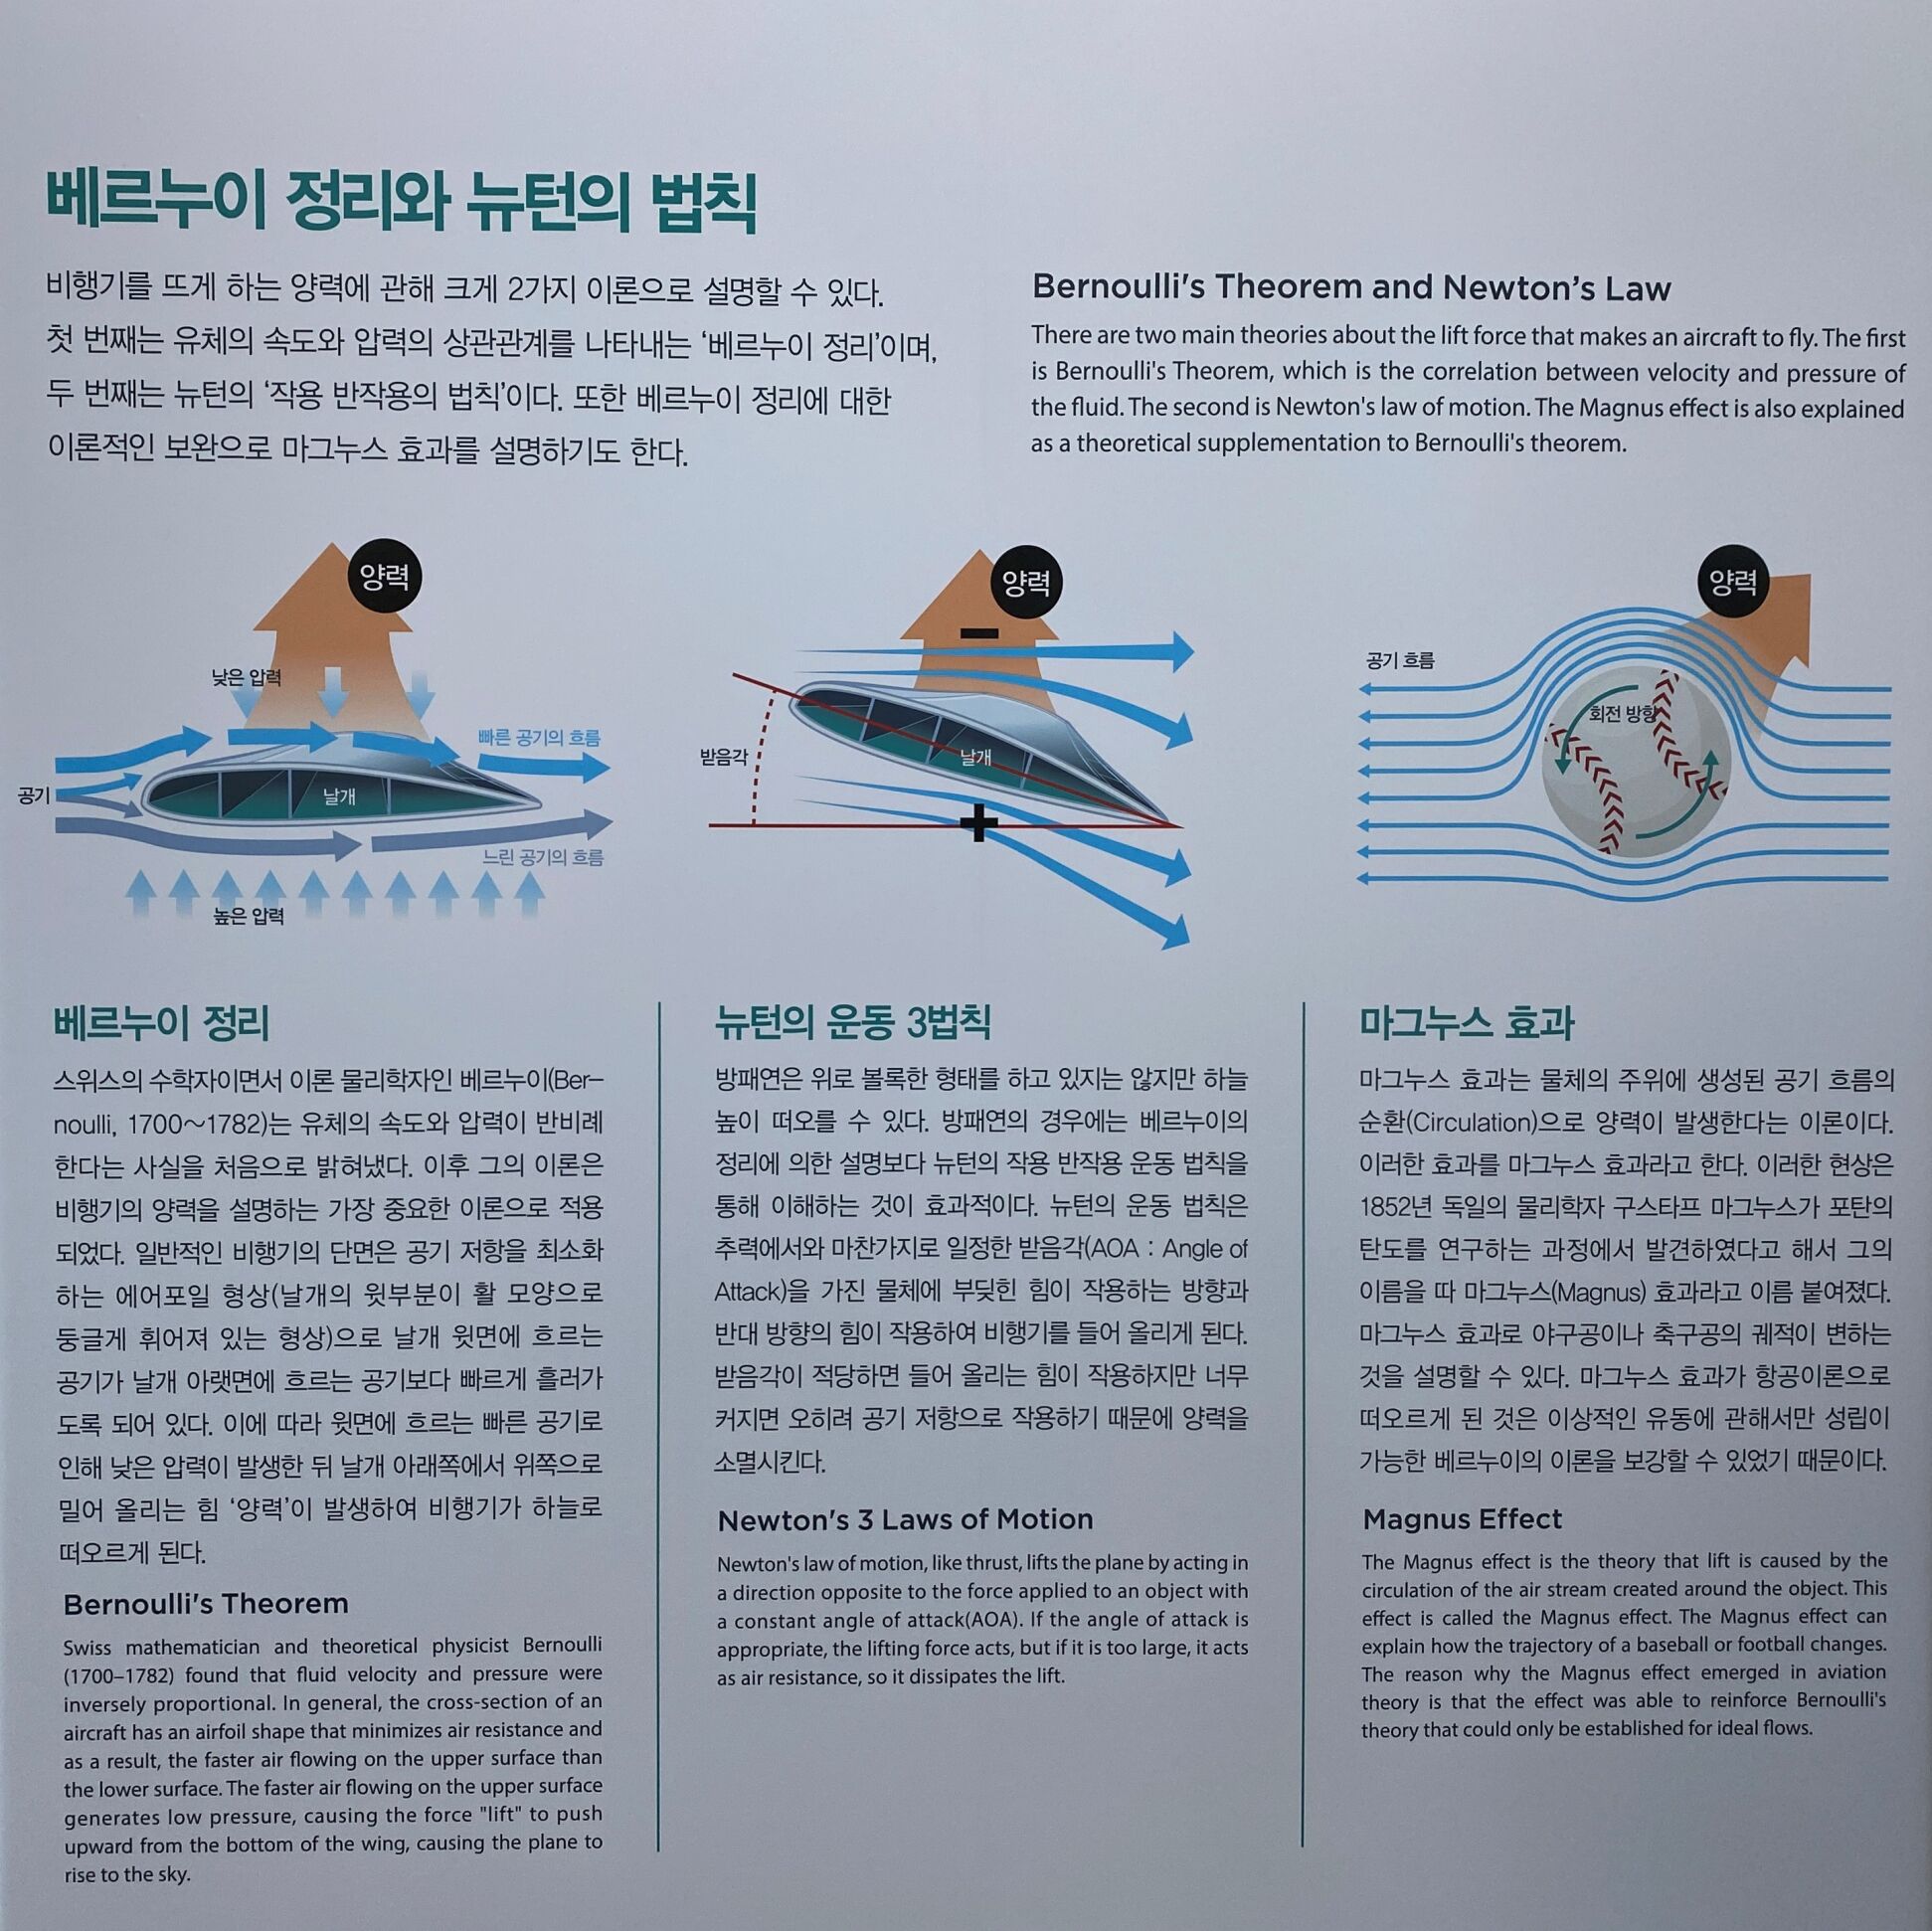 베르누이 정리와 뉴턴의 법칙
비행기를 뜨게 하는 양력에 관해 크게 2가지 이론으로 설명할 수 있다.
첫 번째는 유체의 속도와 압력의 상관관계를 나타내는 ‘베르누이 정리’이며,
두 번째는 뉴턴의 ‘작용 반작용의 법칙’이다. 또한 베르누이 정리에 대한
이론적인 보완으로 마그누스 효과를 설명하기도 한다.
Bernoulli's Theorem and Newton’s Law
There are two main theories about the lift force that makes an aircraft to fly. The first
is Bernoulli's Theorem, which is the correlation between velocity and pressure of
the fluid. The second is Newton's law of motion. The Magnus effect is also explained
as a theoretical supplementation to Bernoulli's theorem.
양력
낮은 압력
빠른 공기의 흐름
공기
날개
느린 공기의 흐름
높은 압력
양력
−
받음각
날개
+
양력
공기 흐름
회전 방향
베르누이 정리
스위스의 수학자이면서 이론 물리학자인 베르누이(Ber-
noulli, 1700~1782)는 유체의 속도와 압력이 반비례
한다는 사실을 처음으로 밝혀냈다. 이후 그의 이론은
비행기의 양력을 설명하는 가장 중요한 이론으로 적용
되었다. 일반적인 비행기의 단면은 공기 저항을 최소화
하는 에어포일 형상(날개의 윗부분이 활 모양으로
둥글게 휘어져 있는 형상)으로 날개 윗면에 흐르는
공기가 날개 아랫면에 흐르는 공기보다 빠르게 흘러가
도록 되어 있다. 이에 따라 윗면에 흐르는 빠른 공기로
인해 낮은 압력이 발생한 뒤 날개 아래쪽에서 위쪽으로
밀어 올리는 힘 ‘양력’이 발생하여 비행기가 하늘로
떠오르게 된다.
Bernoulli's Theorem
Swiss mathematician and theoretical physicist Bernoulli
(1700–1782) found that fluid velocity and pressure were
inversely proportional. In general, the cross-section of an
aircraft has an airfoil shape that minimizes air resistance and
as a result, the faster air flowing on the upper surface than
the lower surface. The faster air flowing on the upper surface
generates low pressure, causing the force "lift" to push
upward from the bottom of the wing, causing the plane to
rise to the sky.
뉴턴의 운동 3법칙
방패연은 위로 볼록한 형태를 하고 있지는 않지만 하늘
높이 떠오를 수 있다. 방패연의 경우에는 베르누이의
정리에 의한 설명보다 뉴턴의 작용 반작용 운동 법칙을
통해 이해하는 것이 효과적이다. 뉴턴의 운동 법칙은
추력에서와 마찬가지로 일정한 받음각(AOA : Angle of
Attack)을 가진 물체에 부딪힌 힘이 작용하는 방향과
반대 방향의 힘이 작용하여 비행기를 들어 올리게 된다.
받음각이 적당하면 들어 올리는 힘이 작용하지만 너무
커지면 오히려 공기 저항으로 작용하기 때문에 양력을
소멸시킨다.
Newton's 3 Laws of Motion
Newton's law of motion, like thrust, lifts the plane by acting in
a direction opposite to the force applied to an object with
a constant angle of attack(AOA). If the angle of attack is
appropriate, the lifting force acts, but if it is too large, it acts
as air resistance, so it dissipates the lift.
마그누스 효과
마그누스 효과는 물체의 주위에 생성된 공기 흐름의
순환(Circulation)으로 양력이 발생한다는 이론이다.
이러한 효과를 마그누스 효과라고 한다. 이러한 현상은
1852년 독일의 물리학자 구스타프 마그누스가 포탄의
탄도를 연구하는 과정에서 발견하였다고 해서 그의
이름을 따 마그누스(Magnus) 효과라고 이름 붙여졌다.
마그누스 효과로 야구공이나 축구공의 궤적이 변하는
것을 설명할 수 있다. 마그누스 효과가 항공이론으로
떠오르게 된 것은 이상적인 유동에 관해서만 성립이
가능한 베르누이의 이론을 보강할 수 있었기 때문이다.
Magnus Effect
The Magnus effect is the theory that lift is caused by the
circulation of the air stream created around the object. This
effect is called the Magnus effect. The Magnus effect can
explain how the trajectory of a baseball or football changes.
The reason why the Magnus effect emerged in aviation
theory is that the effect was able to reinforce Bernoulli's
theory that could only be established for ideal flows.